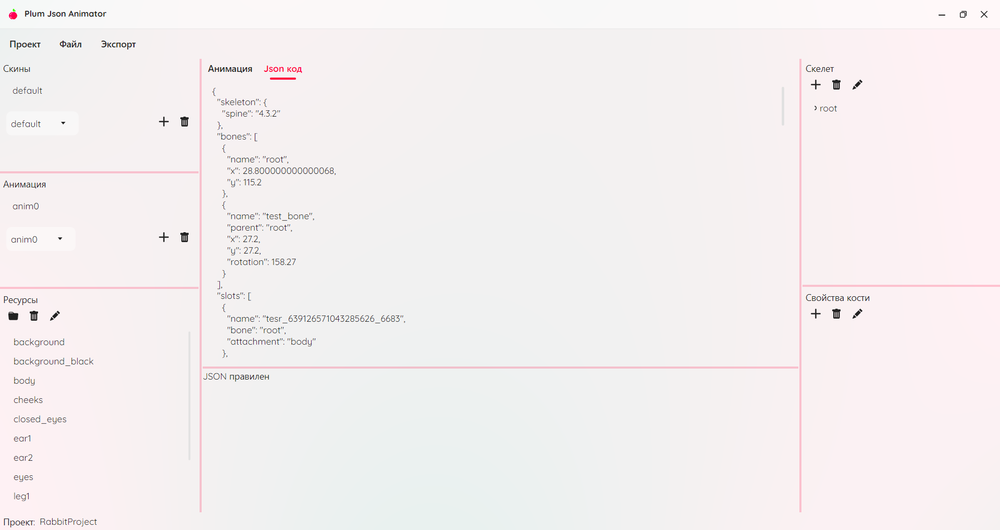 Plum Json Animator
Проект Файл Экспорт
Скины
default
default
Анимация
anim0
anim0
Ресурсы
background
background_black
body
cheeks
closed_eyes
ear1
ear2
eyes
leg1
Анимация Json код
{
"skeleton": {
"spine": "4.3.2"
},
"bones": [
{
"name": "root",
"x": 28.800000000000068,
"y": 115.2
},
{
"name": "test_bone",
"parent": "root",
"x": 27.2,
"y": 27.2,
"rotation": 158.27
}
],
"slots": [
{
"name": "tesr_639126571043285626_6683",
"bone": "root",
"attachment": "body"
},
JSON правилен
Скелет
root
Свойства кости
Проект: RabbitProject